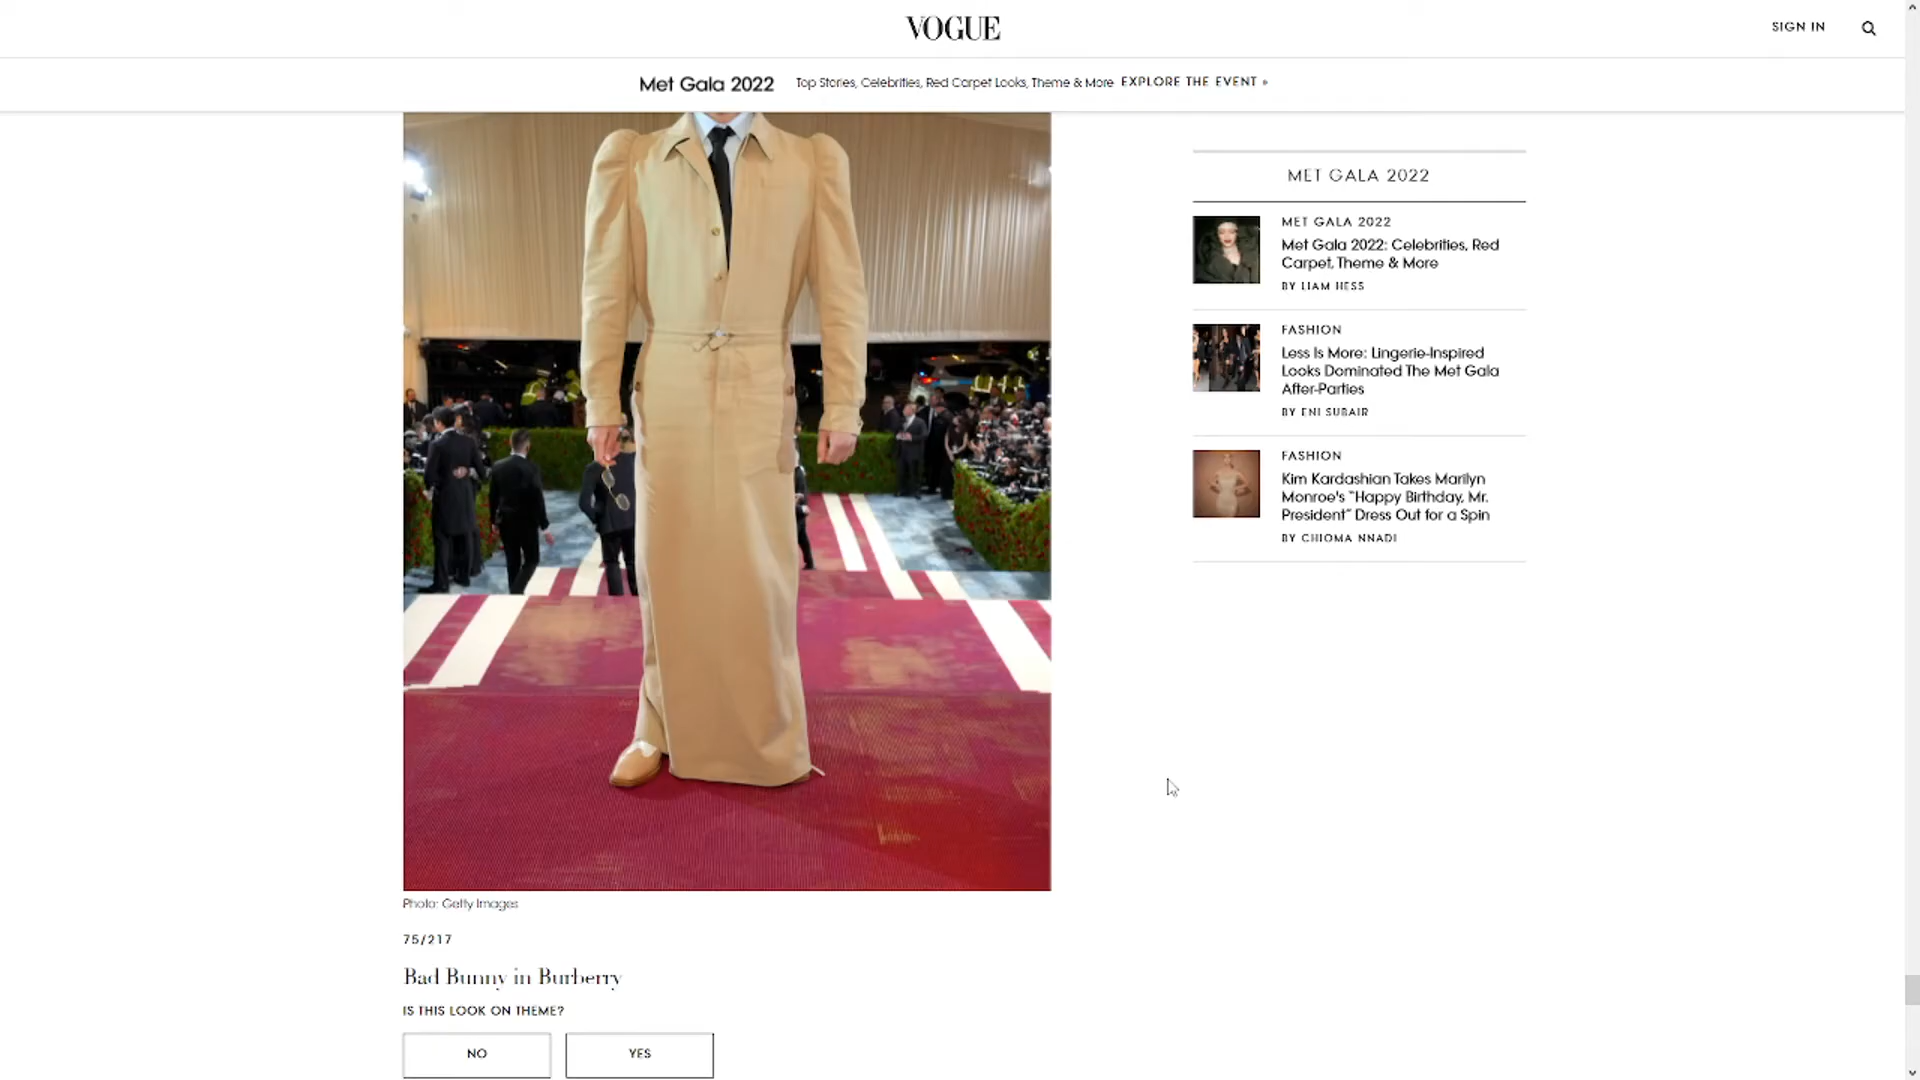 VOGUE
SIGN IN
Met Gala 2022
Top Stories, Celebrities, Red Carpet Looks, Theme & More
EXPLORE THE EVENT »
Photo: Getty Images
75/217
Bad Bunny in Burberry
IS THIS LOOK ON THEME?
NO
YES
MET GALA 2022
MET GALA 2022
Met Gala 2022: Celebrities, Red
Carpet, Theme & More
BY LIAM HESS
FASHION
Less Is More: Lingerie-Inspired
Looks Dominated The Met Gala
After-Parties
BY ENI SUBAIR
FASHION
Kim Kardashian Takes Marilyn
Monroe's “Happy Birthday, Mr.
President” Dress Out for a Spin
BY CHIOMA NNADI